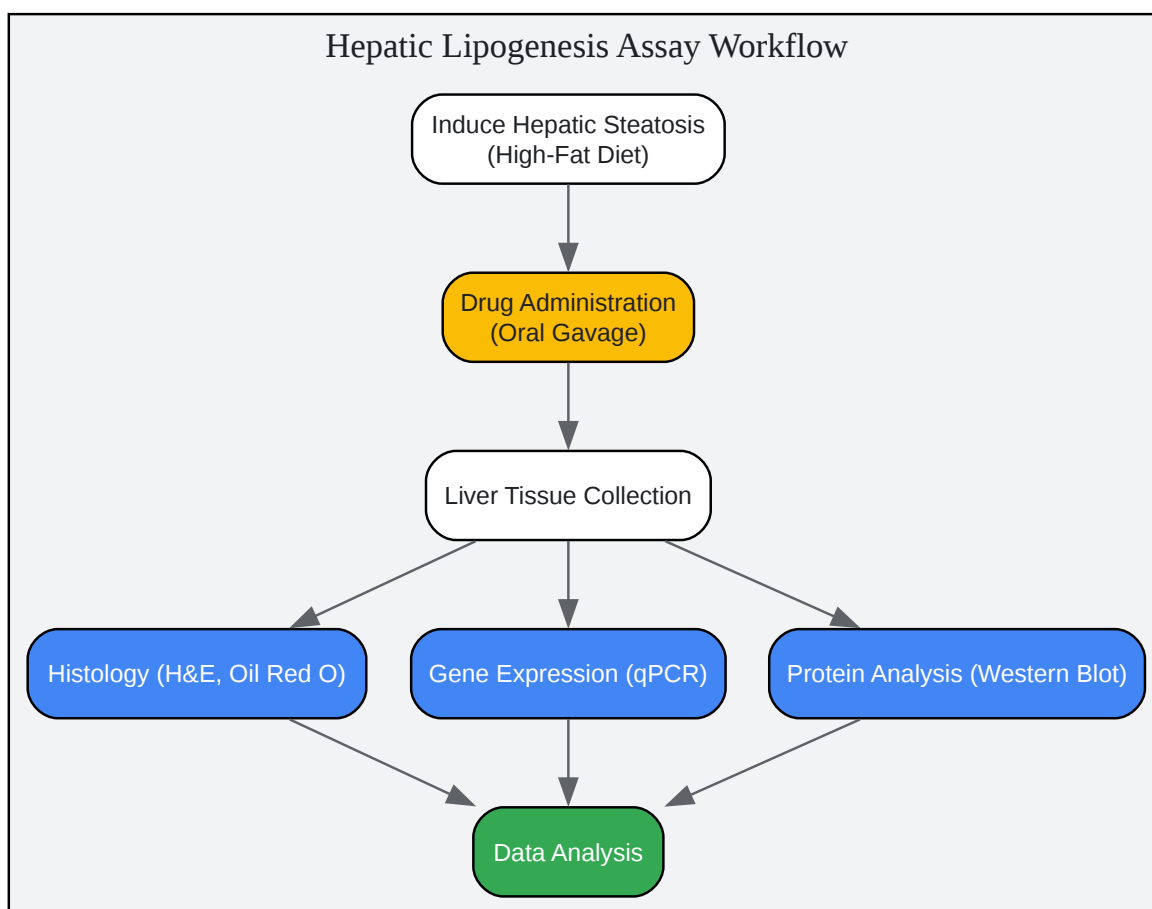 Hepatic Lipogenesis Assay Workflow
Induce Hepatic Steatosis
(High-Fat Diet)
Drug Administration
(Oral Gavage)
Liver Tissue Collection
Histology (H&E, Oil Red O)
Gene Expression (qPCR)
Protein Analysis (Western Blot)
Data Analysis